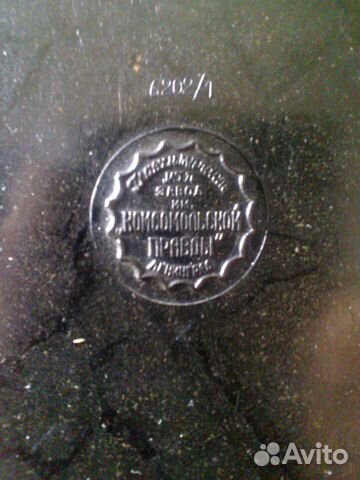 6202/1
ЗАВОД
ИМ.
„КОМСОМОЛЬСКОЙ
ПРАВДЫ"
ЛЕНИНГРАД
Avito